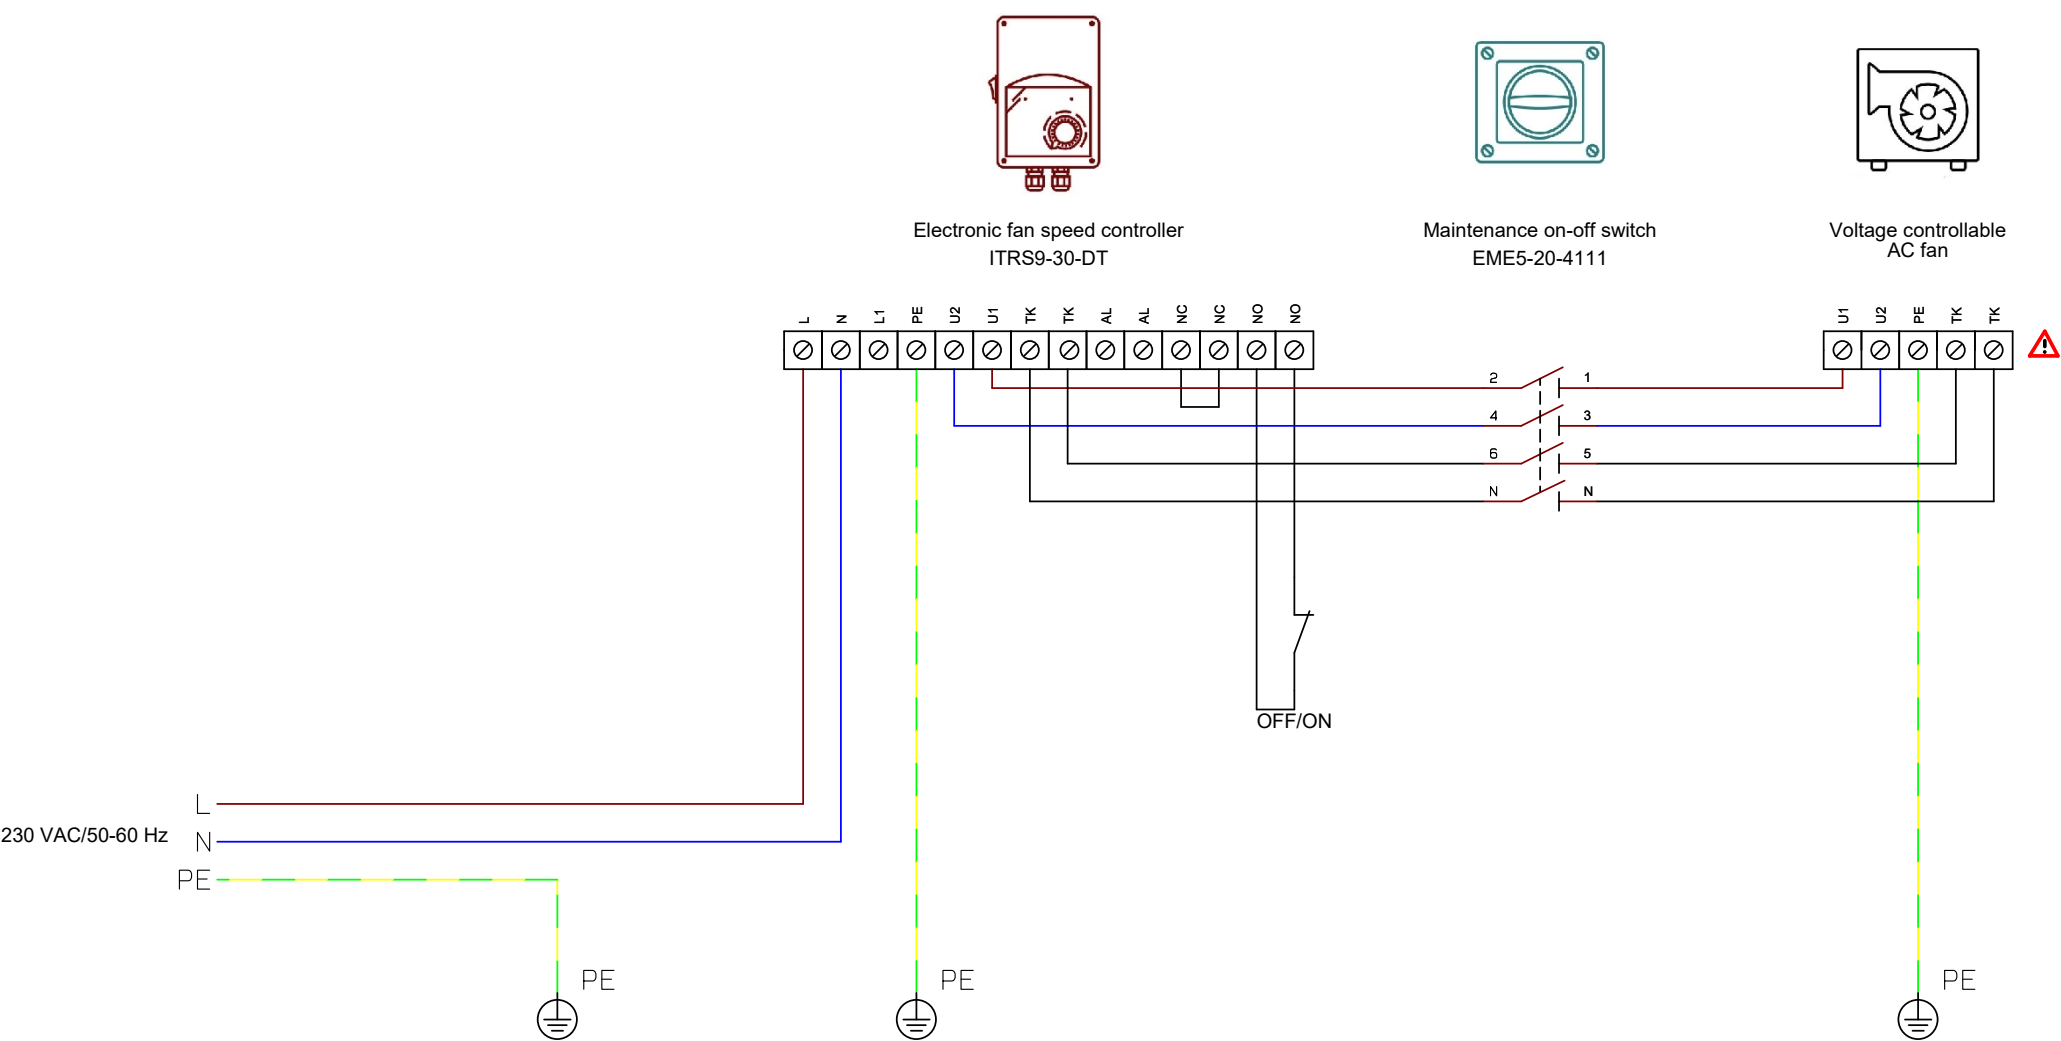 Electronic fan speed controller
ITRS9-30-DT
Maintenance on-off switch
EME5-20-4111
Voltage controllable
AC fan
L N L1 PE U2 U1 TK TK AL AL NC NC NO NO
U1 U2 PE TK TK
2 1
4 3
6 5
N N
OFF/ON
L
230 VAC/50-60 Hz N
PE
PE
PE
PE